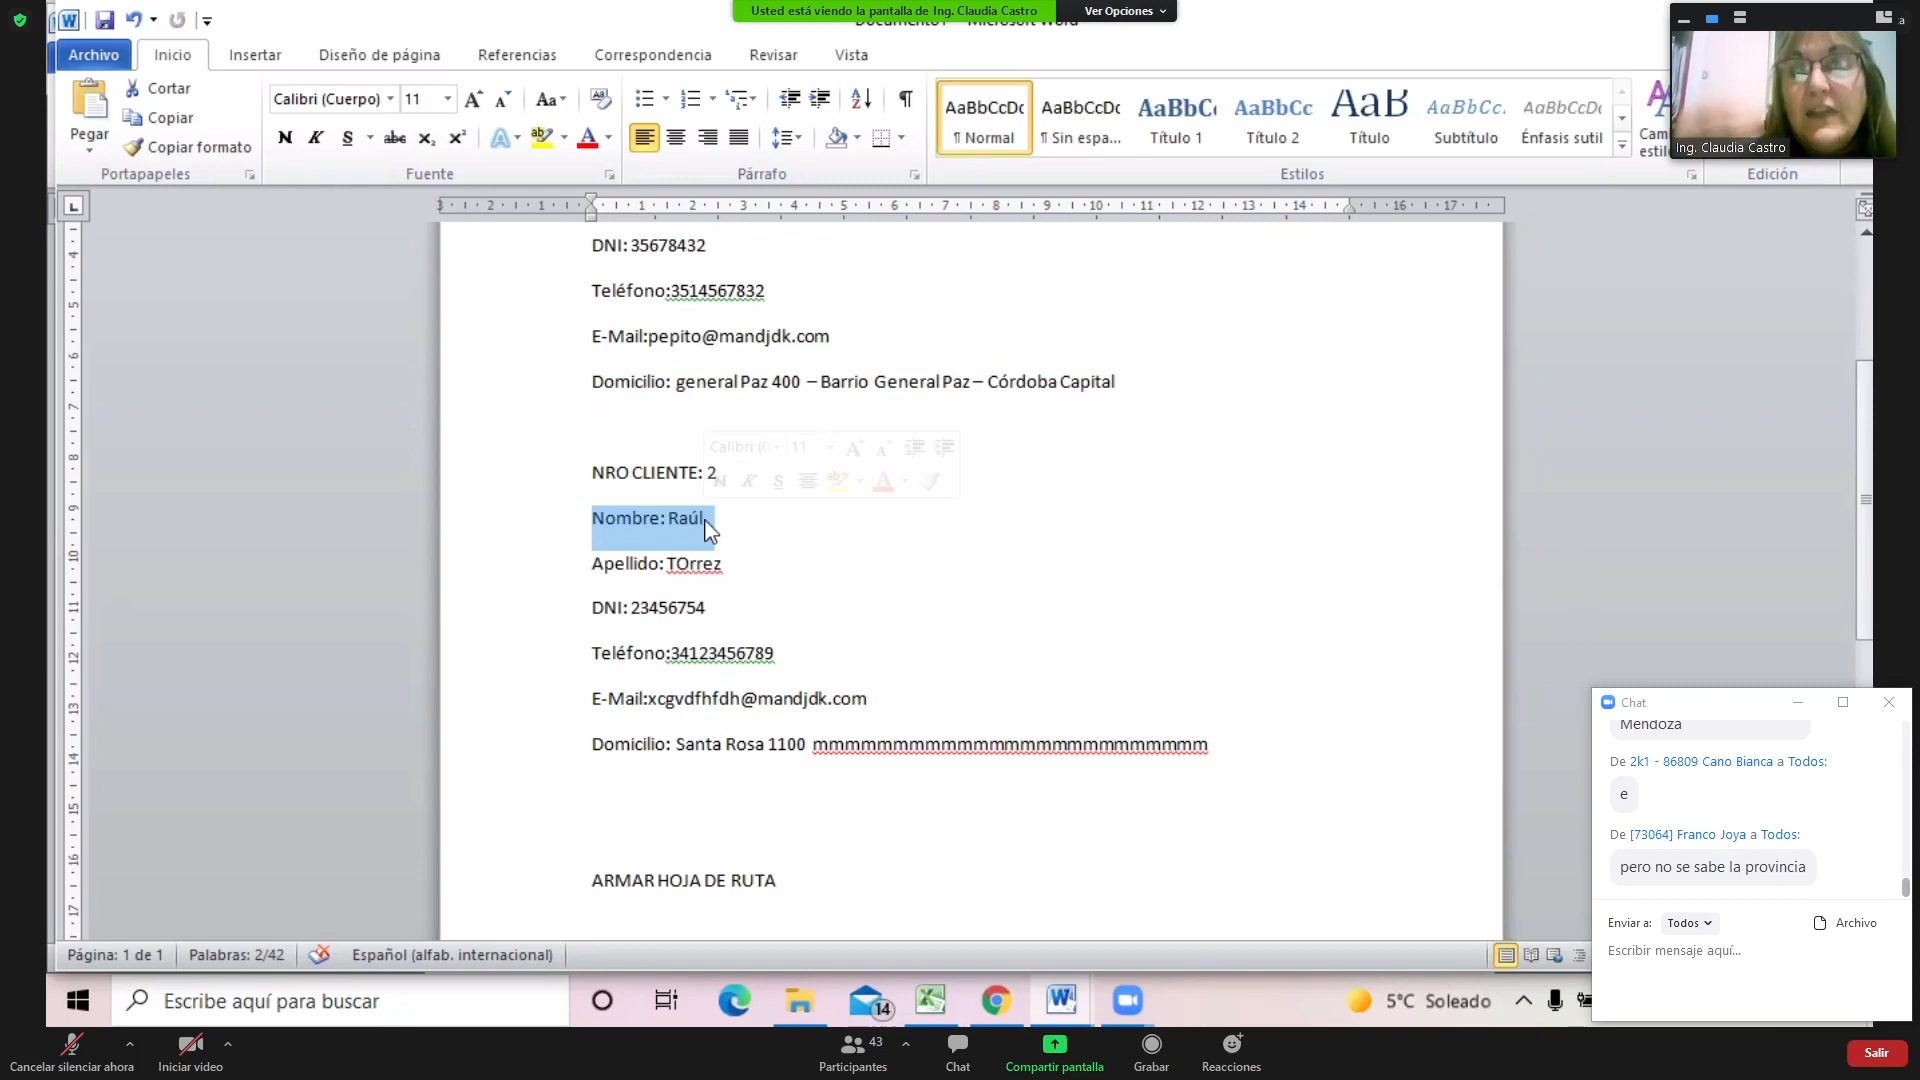 Usted está viendo la pantalla de Ing. Claudia Castro
Ver Opciones
Archivo
Inicio
Insertar
Diseño de página
Referencias
Correspondencia
Revisar
Vista
Pegar
Cortar
Copiar
Copiar formato
Portapapeles
Calibri (Cuerpo)
11
Fuente
Párrafo
AaBbCcDc
¶ Normal
AaBbCcDc
¶ Sin espa...
AaBbC
Título 1
AaBbCc
Título 2
AaB
Título
AaBbCc.
Subtítulo
AaBbCcDc
Énfasis sutil
Estilos
Edición
Ing. Claudia Castro
DNI: 35678432
Teléfono:3514567832
E-Mail:pepito@mandjdk.com
Domicilio: general Paz 400 – Barrio General Paz – Córdoba Capital
NRO CLIENTE: 2
Nombre: Raúl
Apellido: TOrrez
DNI: 23456754
Teléfono:34123456789
E-Mail:xcgvdfhfdh@mandjdk.com
Domicilio: Santa Rosa 1100
ARMAR HOJA DE RUTA
Chat
Mendoza
De 2k1 - 86809 Cano Bianca a Todos:
e
De [73064] Franco Joya a Todos:
pero no se sabe la provincia
Enviar a: Todos
Archivo
Escribir mensaje aquí...
Página: 1 de 1
Palabras: 2/42
Español (alfab. internacional)
Escribe aquí para buscar
14
5°C Soleado
Cancelar silenciar ahora
Iniciar video
Participantes
43
Chat
Compartir pantalla
Grabar
Reacciones
Salir